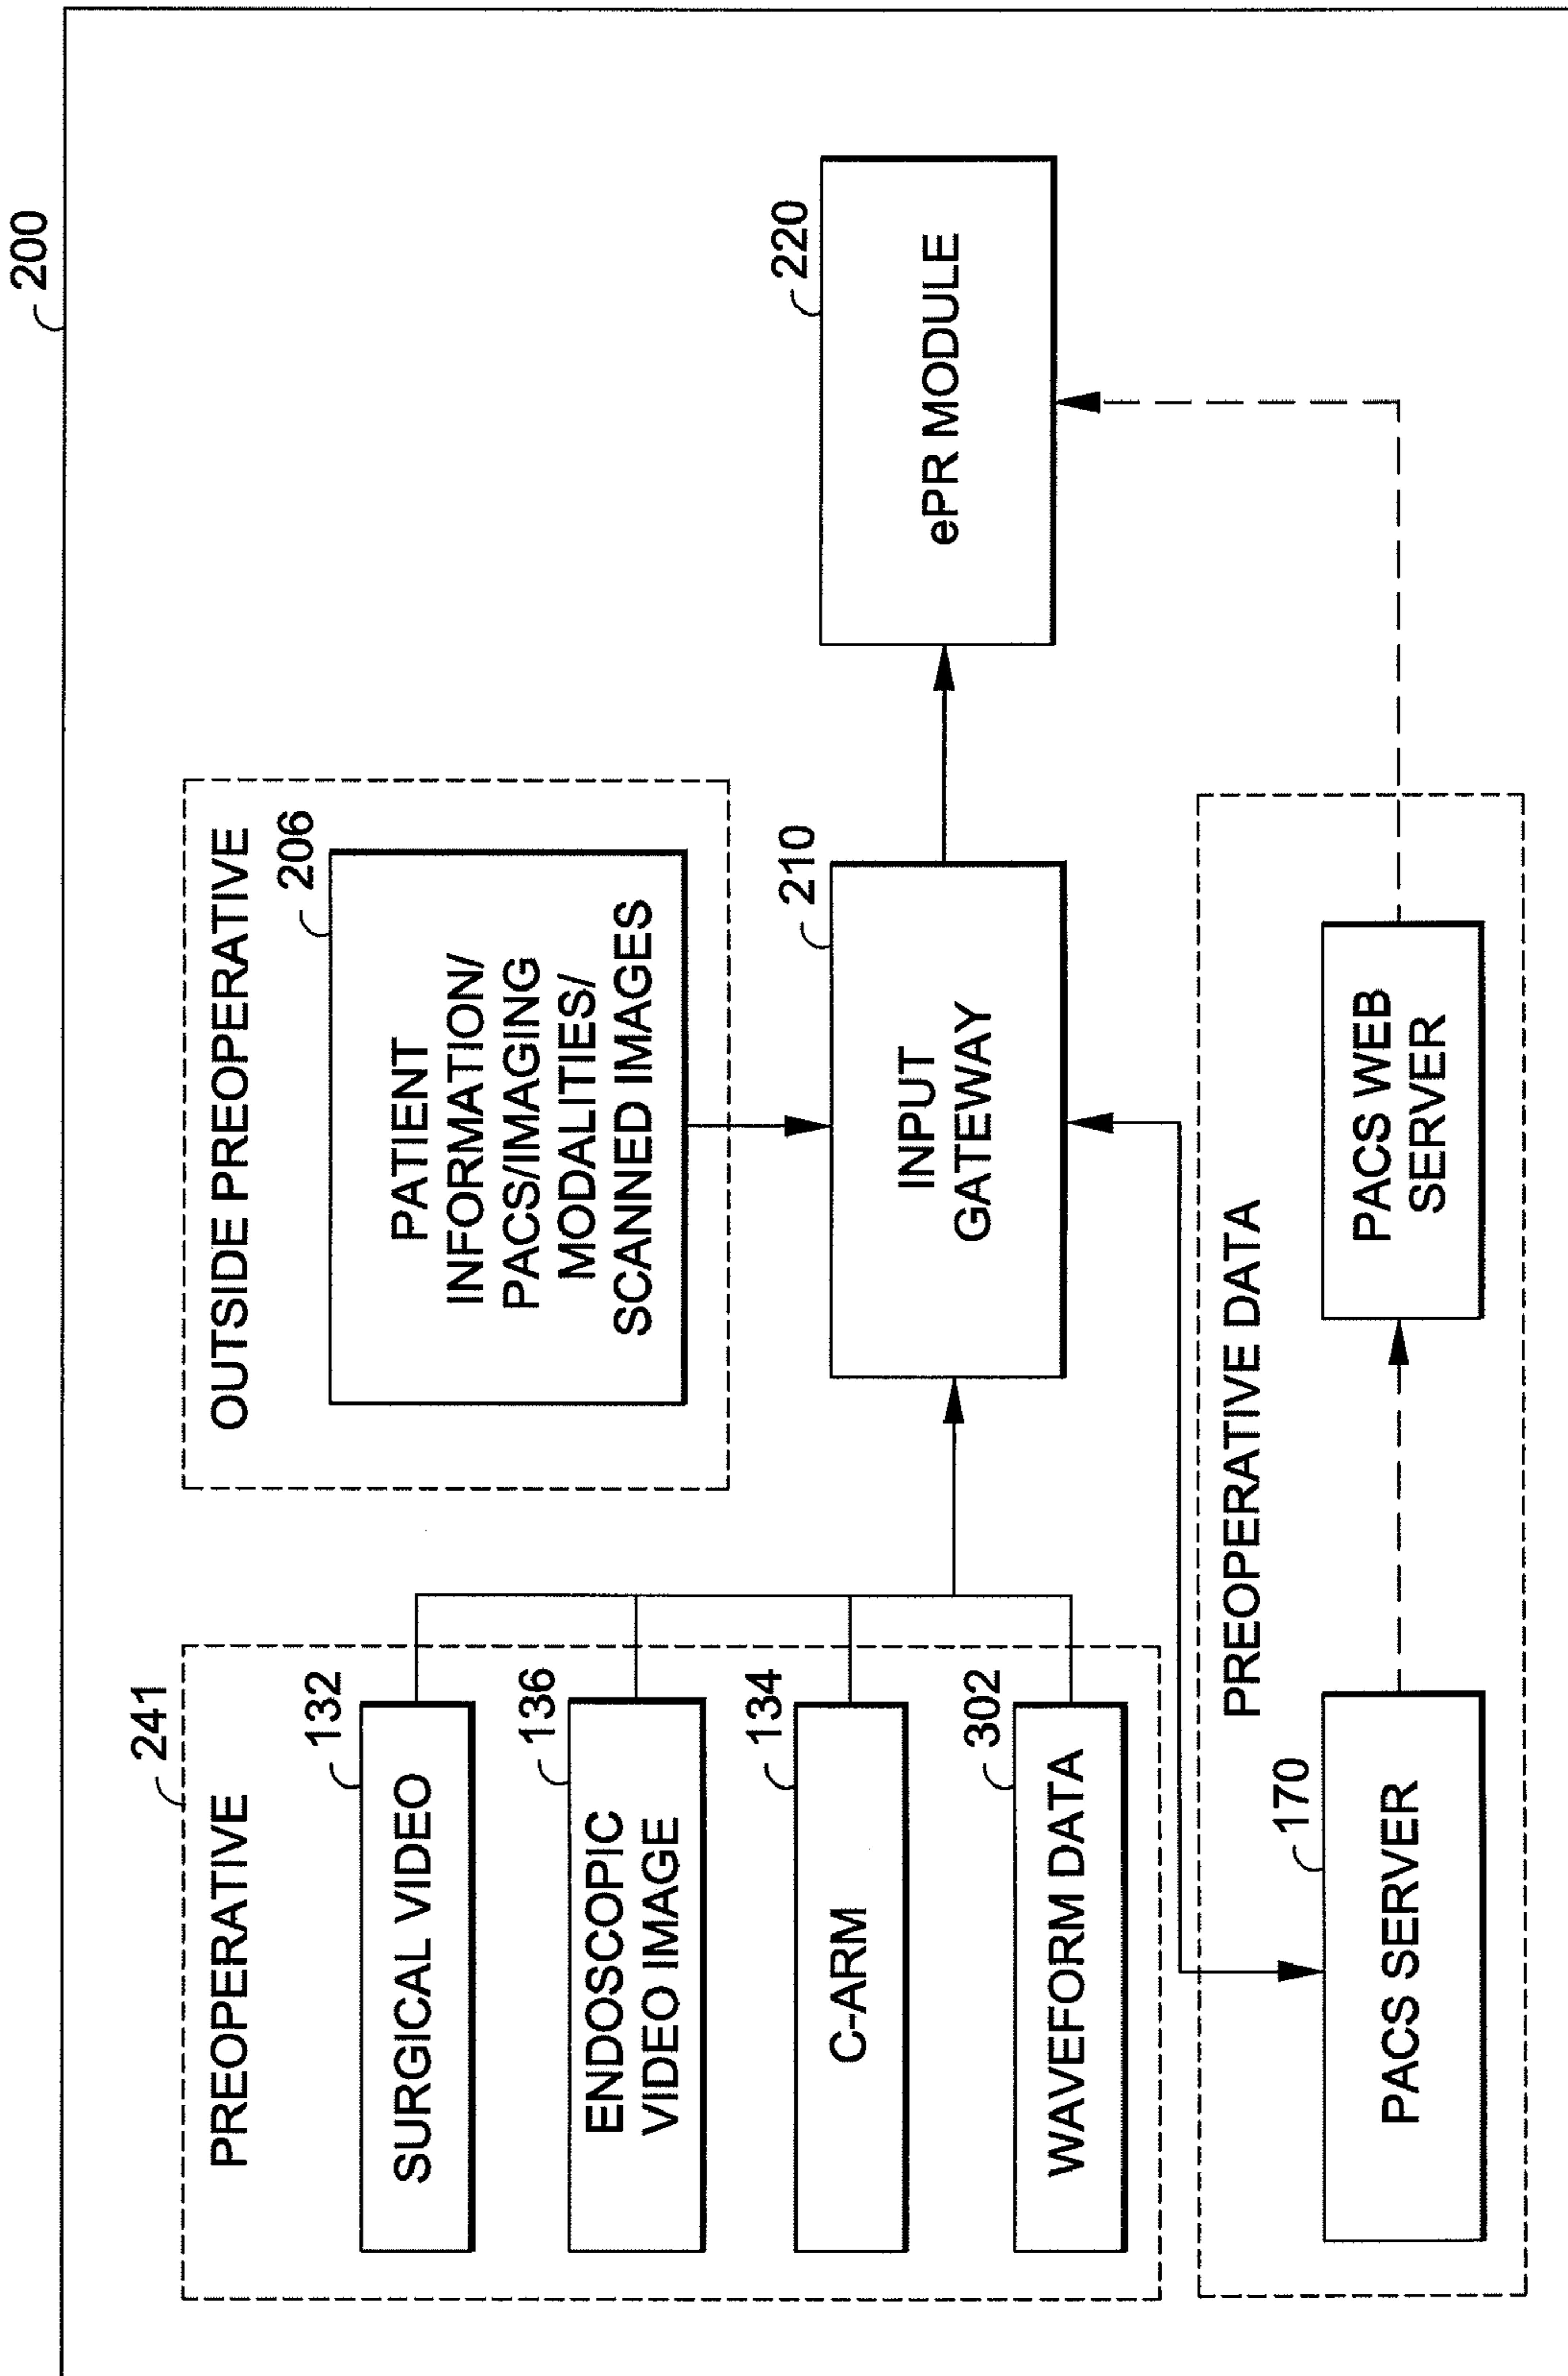 200
241
PREOPERATIVE
132
SURGICAL VIDEO
136
ENDOSCOPIC
VIDEO IMAGE
134
C-ARM
302
WAVEFORM DATA
OUTSIDE PREOPERATIVE
206
PATIENT
INFORMATION/
PACS/IMAGING
MODALITIES/
SCANNED IMAGES
210
INPUT
GATEWAY
220
ePR MODULE
PREOPERATIVE DATA
170
PACS SERVER
PACS WEB
SERVER